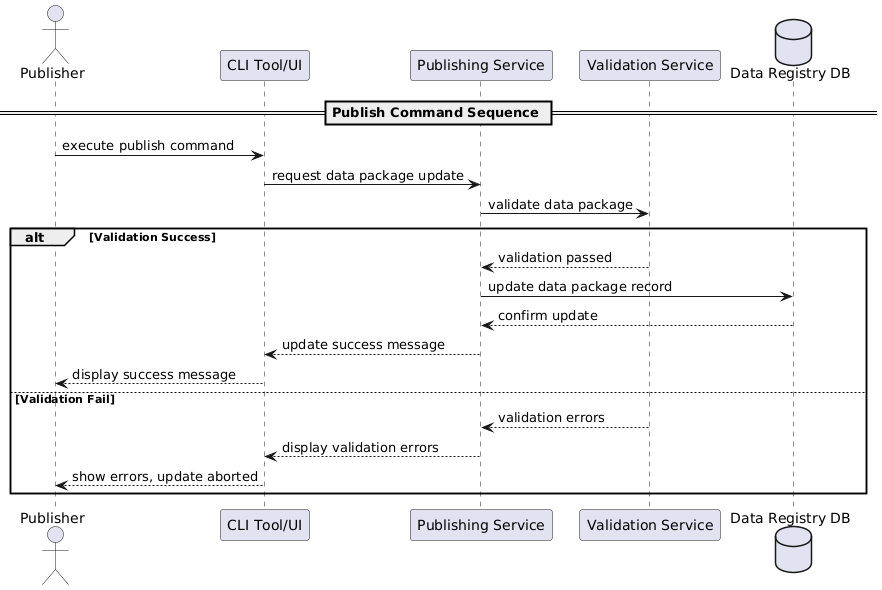 Publisher
CLI Tool/UI
Publishing Service
Validation Service
Data Registry DB
Publish Command Sequence
execute publish command
request data package update
validate data package
alt
[Validation Success]
validation passed
update data package record
confirm update
update success message
display success message
[Validation Fail]
validation errors
display validation errors
show errors, update aborted
Publisher
CLI Tool/UI
Publishing Service
Validation Service
Data Registry DB